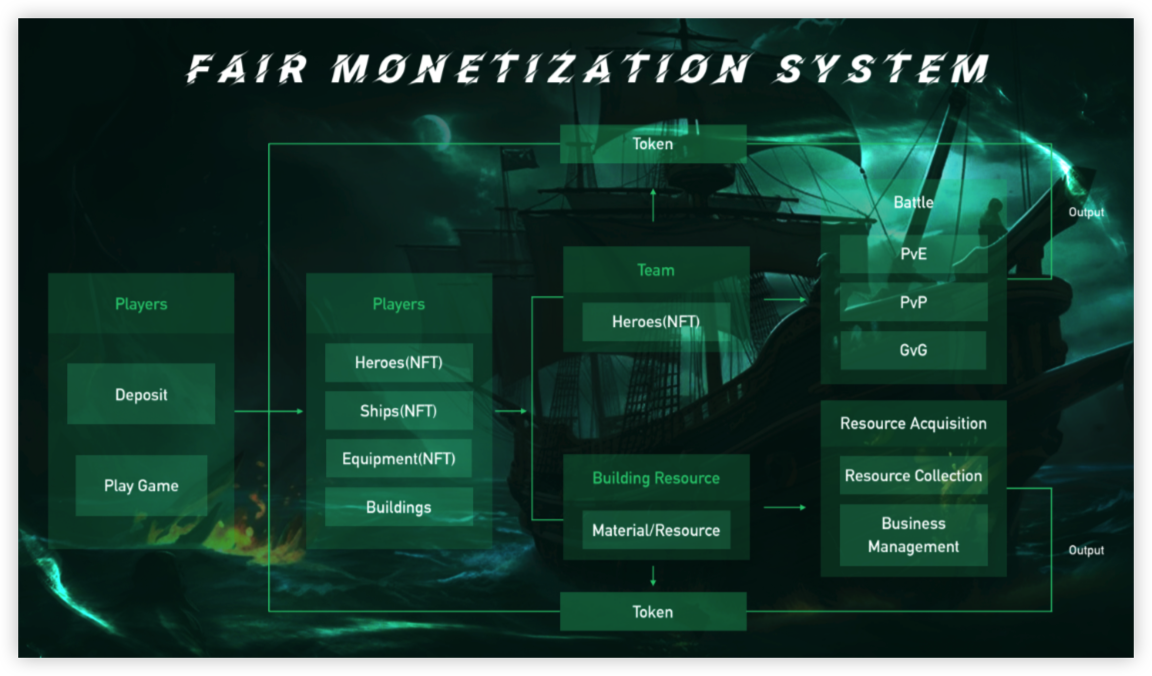 FAIR MONETIZATION SYSTEM
Token
Players
Deposit
Play Game
Players
Heroes(NFT)
Ships(NFT)
Equipment(NFT)
Buildings
Team
Heroes(NFT)
Battle
PvE
PvP
GvG
Output
Building Resource
Material/Resource
Resource Acquisition
Resource Collection
Business
Management
Output
Token